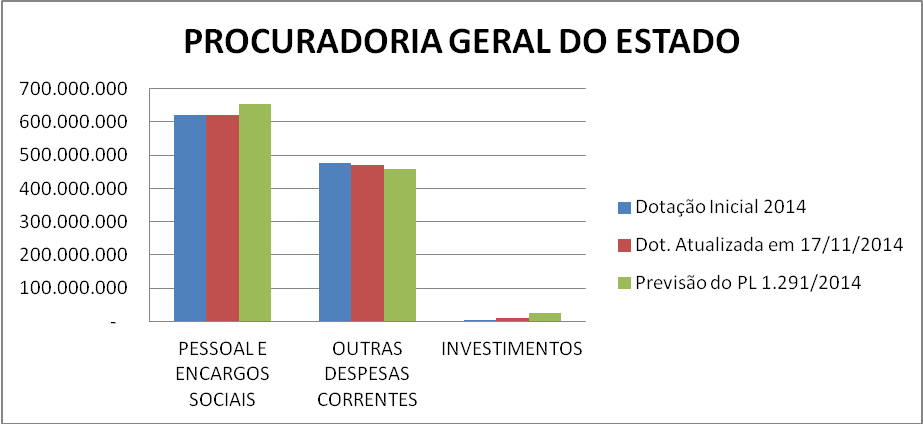 PROCURADORIA GERAL DO ESTADO
700.000.000
600.000.000
500.000.000
400.000.000
300.000.000
200.000.000
100.000.000
-
PESSOAL E
ENCARGOS
SOCIAIS
OUTRAS
DESPESAS
CORRENTES
INVESTIMENTOS
Dotação Inicial 2014
Dot. Atualizada em 17/11/2014
Previsão do PL 1.291/2014